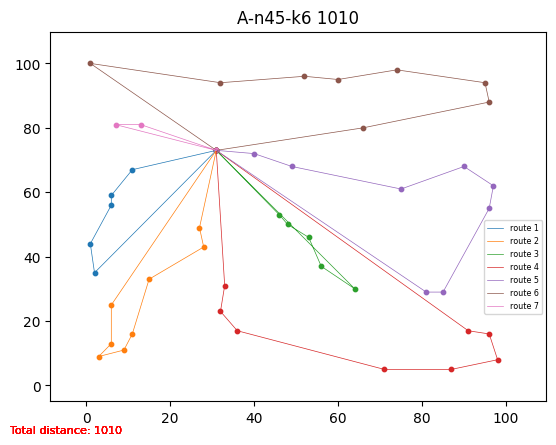 A-n45-k6 1010
100
80
60
40
20
0
0 20 40 60 80 100
route 1
route 2
route 3
route 4
route 5
route 6
route 7
Total distance: 1010